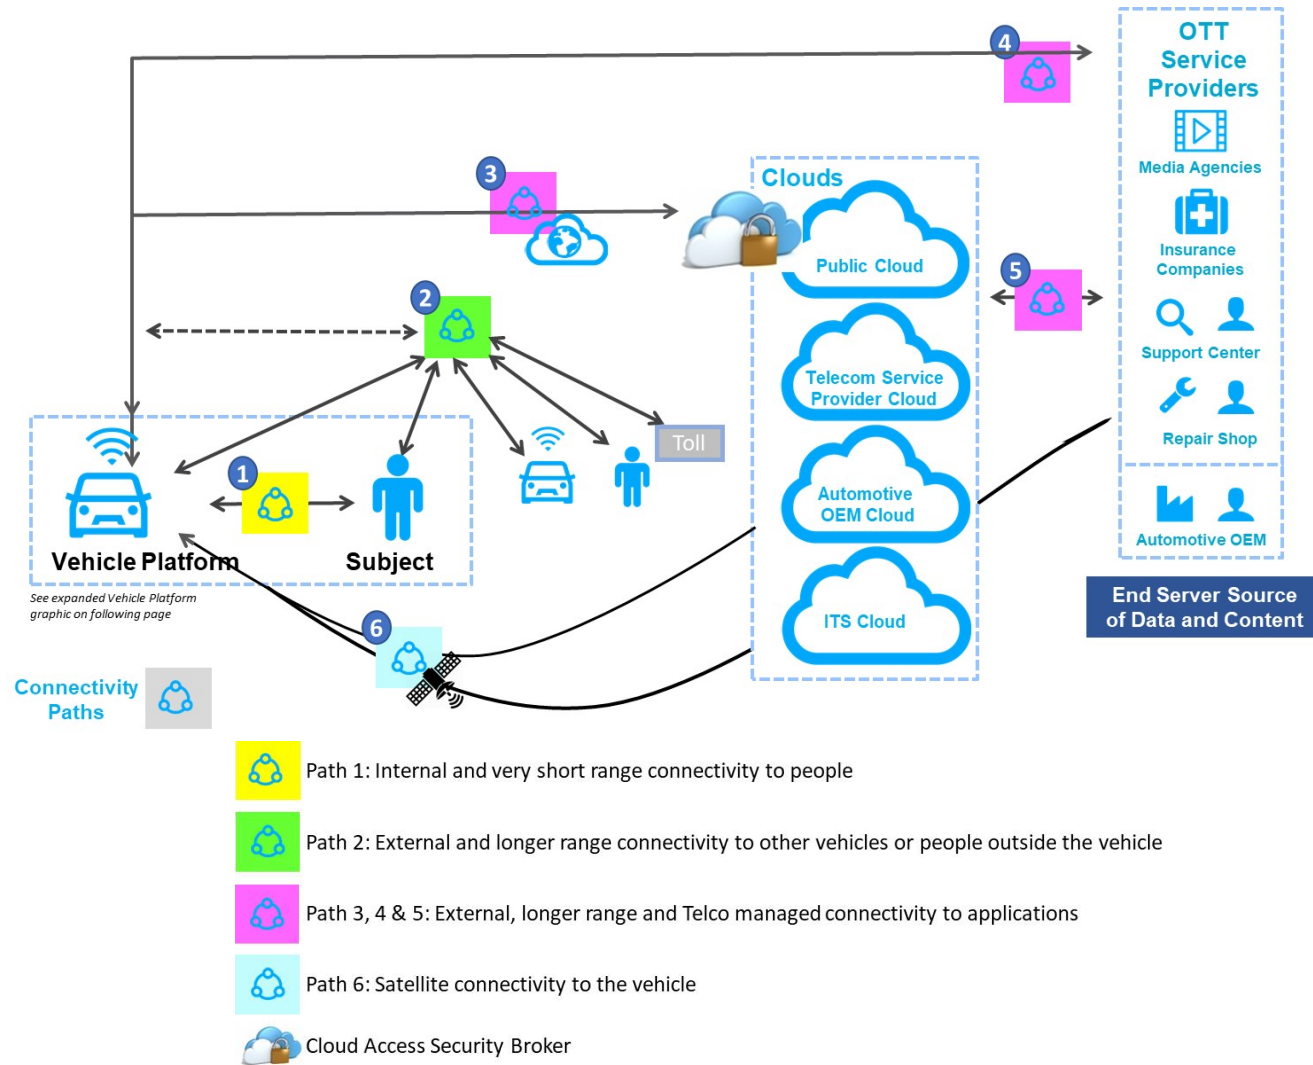 4
OTT
Service
Providers
Media Agencies
Insurance
Companies
Support Center
Repair Shop
Automotive OEM
End Server Source
of Data and Content
3
Clouds
Public Cloud
Telecom Service
Provider Cloud
Automotive
OEM Cloud
ITS Cloud
5
2
Toll
1
Vehicle Platform
Subject
See expanded Vehicle Platform
graphic on following page
6
Connectivity
Paths
Path 1: Internal and very short range connectivity to people
Path 2: External and longer range connectivity to other vehicles or people outside the vehicle
Path 3, 4 & 5: External, longer range and Telco managed connectivity to applications
Path 6: Satellite connectivity to the vehicle
Cloud Access Security Broker